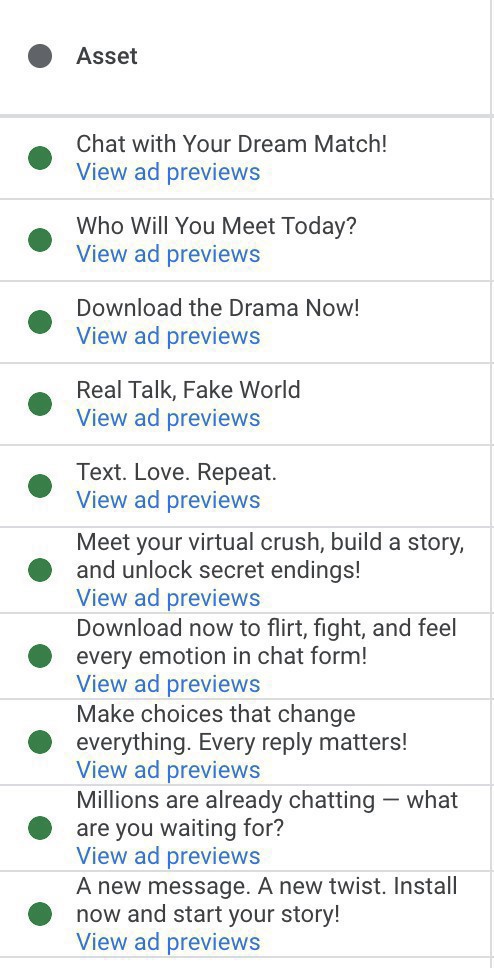 Asset
Chat with Your Dream Match!
View ad previews
Who Will You Meet Today?
View ad previews
Download the Drama Now!
View ad previews
Real Talk, Fake World
View ad previews
Text. Love. Repeat.
View ad previews
Meet your virtual crush, build a story,
and unlock secret endings!
View ad previews
Download now to flirt, fight, and feel
every emotion in chat form!
View ad previews
Make choices that change
everything. Every reply matters!
View ad previews
Millions are already chatting — what
are you waiting for?
View ad previews
A new message. A new twist. Install
now and start your story!
View ad previews